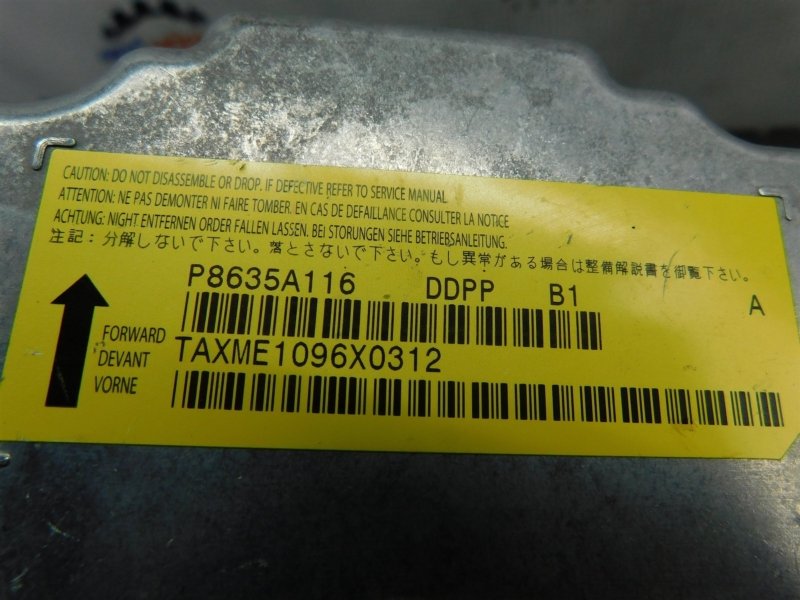 CAUTION: DO NOT DISASSEMBLE OR DROP. IF DEFECTIVE REFER TO SERVICE MANUAL
ATTENTION: NE PAS DEMONTER NI FAIRE TOMBER. EN CAS DE DEFAILLANCE CONSULTER LA NOTICE
ACHTUNG: NIGHT ENTFERNEN ORDER FALLEN LASSEN. BEI STORUNGEN SIEHE BETRIEBSANLEITUNG.
注記：分解しないで下さい。落とさないで下さい。もし異常がある場合は整備解説書を御覧下さい。
P8635A116 DDPP B1 A
FORWARD
DEVANT
VORNE
TAXME1096X0312